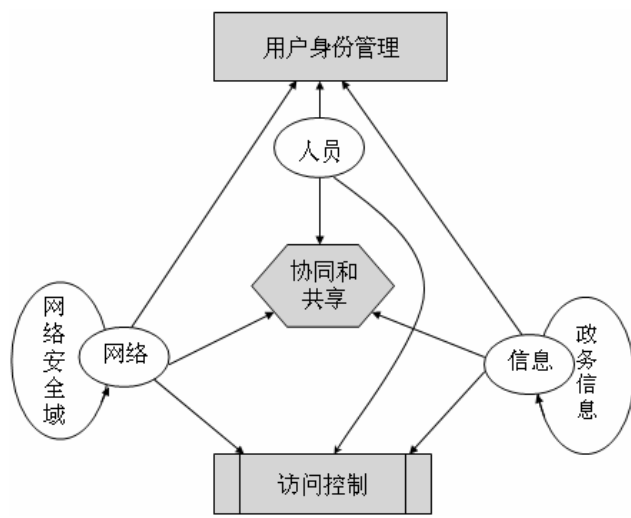 用户身份管理
人员
协同和
共享
网络安全域
网络
信息
政务信息
访问控制